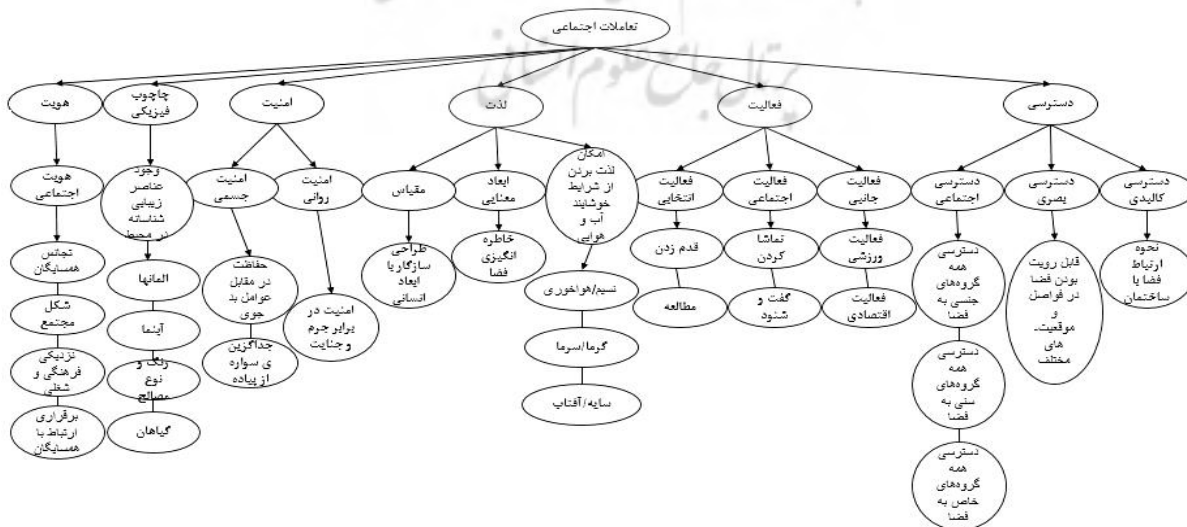 تعاملات اجتماعی
پرتال جامع علوم انسانی
دسترسی
فعالیت
لذت
امنیت
چاچوب
فیزیکی
هویت
دسترسی
کالبدی
دسترسی
بصری
دسترسی
اجتماعی
فعالیت
جانبی
فعالیت
اجتماعی
فعالیت
انتخابی
امکان
لذت بردن
از شرایط
خوشایند
آب و
هوایی
ابعاد
معنایی
مقیاس
امنیت
روانی
امنیت
جسمی
وجود
عناصر
زیبایی
شناسانه
در محیط
هویت
اجتماعی
نحوه
ارتباط
فضا با
ساختمان
قابل رویت
بودن فضا
در فواصل
و
موقعیت-
های
مختلف
دسترسی
همه
گروه‌های
جنسی به
فضا
دسترسی
همه
گروه‌های
سنی به
فضا
دسترسی
همه
گروه‌های
خاص به
فضا
فعالیت
ورزشی
فعالیت
اقتصادی
تماشا
کردن
گفت و
شنود
قدم زدن
مطالعه
نسیم/هواخوری
گرما/سرما
سایه/آفتاب
خاطره
انگیزی
فضا
طراحی
سازگار با
ابعاد
انسانی
امنیت در
برابر جرم
و جنایت
حفاظت
در مقابل
عوامل بد
جوی
جداگزین
ی سواره
از پیاده
المانها
آبنما
رنگ و
نوع
مصالح
گیاهان
تجانس
همسایگان
شکل
مجتمع
نزدیکی
فرهنگی و
شغلی
برقراری
ارتباط با
همسایگان